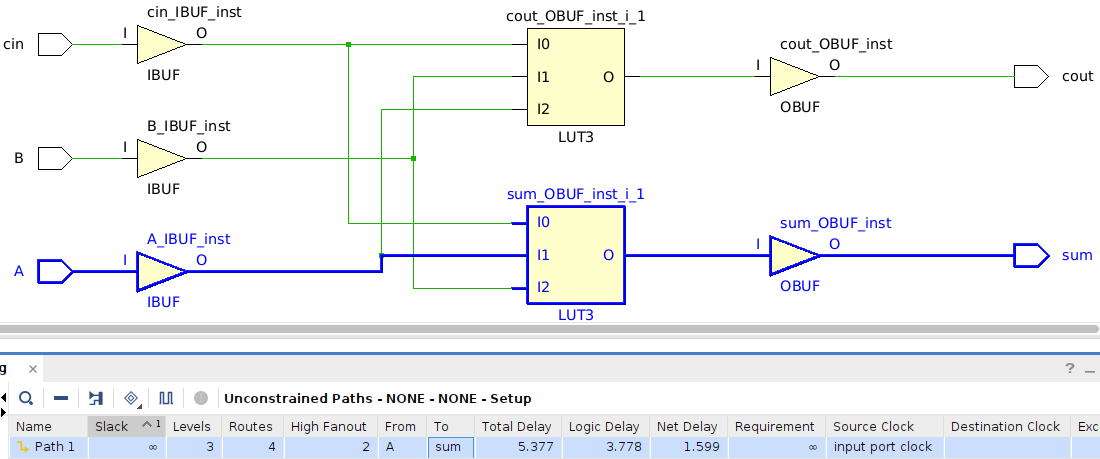 cin_IBUF_inst
cout_OBUF_inst_i_1
cin I O I0 cout_OBUF_inst
IBUF I1 O I O cout
B_IBUF_inst I2 OBUF
B I O LUT3
IBUF
sum_OBUF_inst_i_1
A_IBUF_inst I0 sum_OBUF_inst
A I O I1 O I O sum
IBUF I2 OBUF
LUT3
g × ? _
Unconstrained Paths - NONE - NONE - Setup
Name Slack ^ 1 Levels Routes High Fanout From To Total Delay Logic Delay Net Delay Requirement Source Clock Destination Clock Exc
Path 1 ∞ 3 4 2 A sum 5.377 3.778 1.599 ∞ input port clock